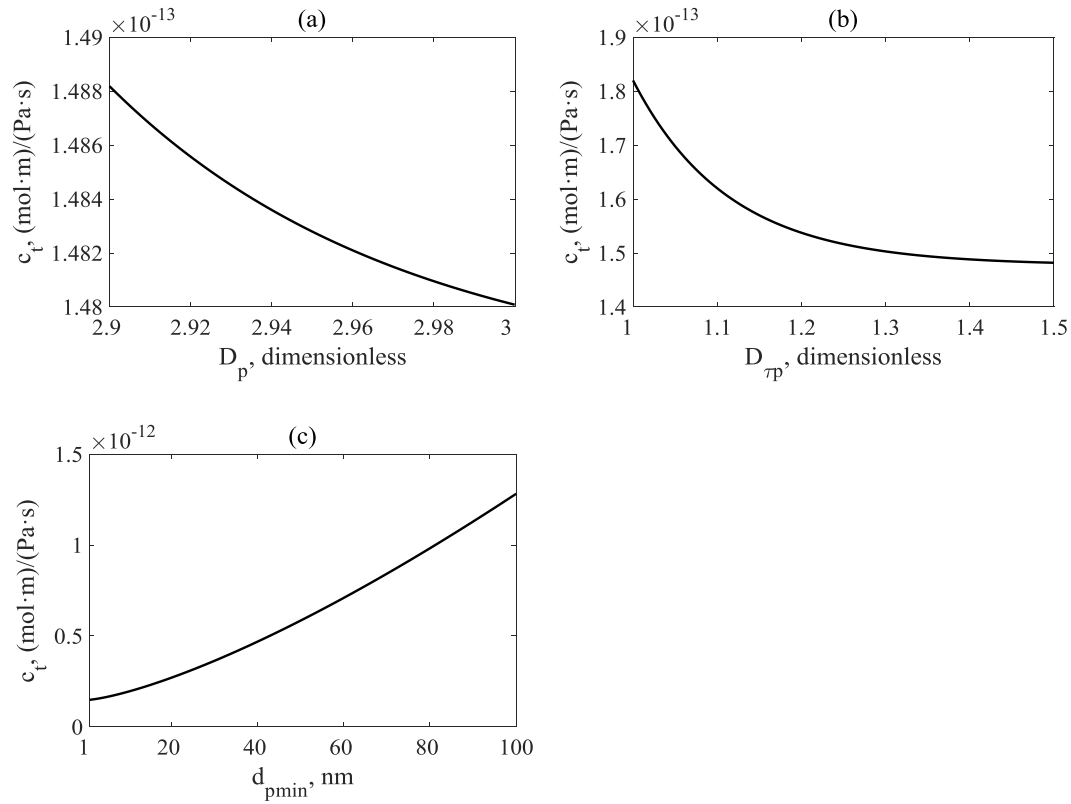 (a)
×10⁻¹³
1.49
1.488
1.486
1.484
1.482
1.48
2.9 2.92 2.94 2.96 2.98 3
c_t, (mol·m)/(Pa·s)
D_p, dimensionless
(b)
×10⁻¹³
1.9
1.8
1.7
1.6
1.5
1.4
1 1.1 1.2 1.3 1.4 1.5
c_t, (mol·m)/(Pa·s)
D_τp, dimensionless
(c)
×10⁻¹²
1.5
1
0.5
0
1 20 40 60 80 100
c_t, (mol·m)/(Pa·s)
d_pmin, nm